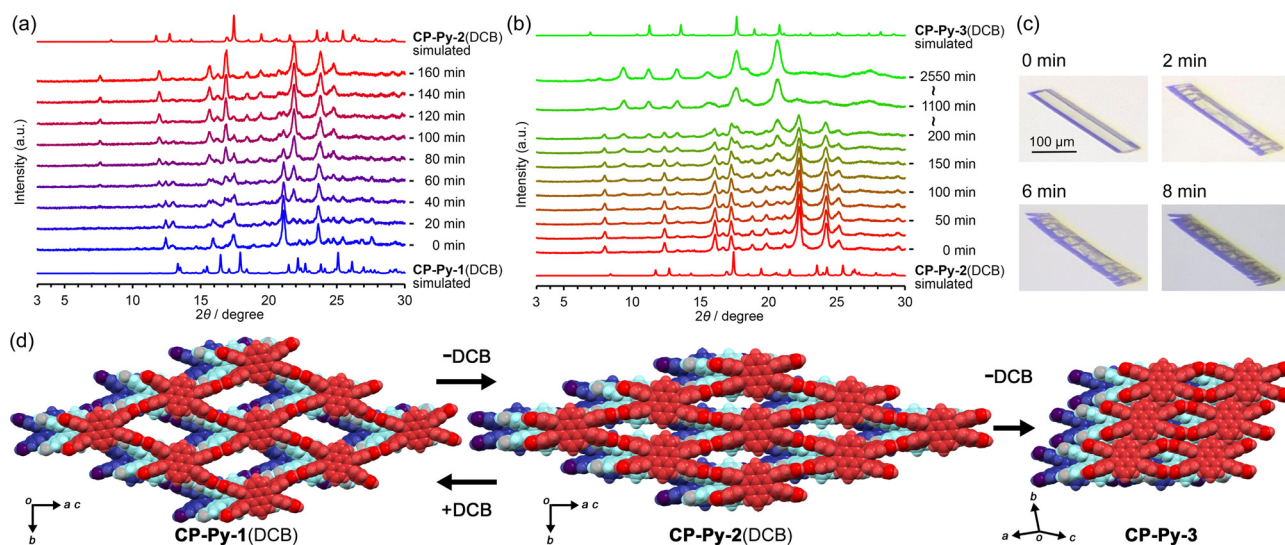 (a)
CP-Py-2(DCB)
simulated
160 min
140 min
120 min
100 min
80 min
60 min
40 min
20 min
0 min
CP-Py-1(DCB)
simulated
Intensity (a.u.)
3 5 10 15 20 25 30
2θ / degree
(b)
CP-Py-3(DCB)
simulated
2550 min
~
1100 min
~
200 min
150 min
100 min
50 min
0 min
CP-Py-2(DCB)
simulated
Intensity (a.u.)
3 5 10 15 20 25 30
2θ / degree
(c)
0 min
2 min
100 µm
6 min
8 min
(d)
−DCB
+DCB
−DCB
o a c
b
CP-Py-1(DCB)
o a c
b
CP-Py-2(DCB)
b
a o c
CP-Py-3